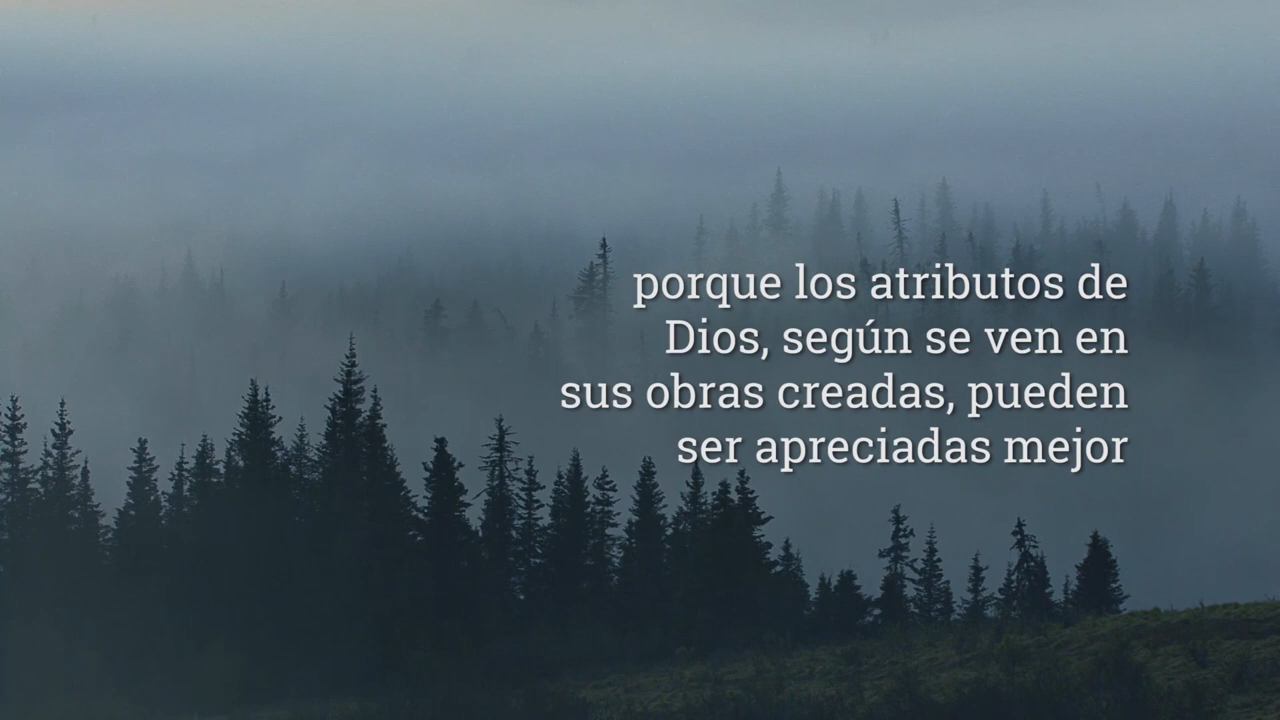 porque los atributos de
Dios, según se ven en
sus obras creadas, pueden
ser apreciadas mejor